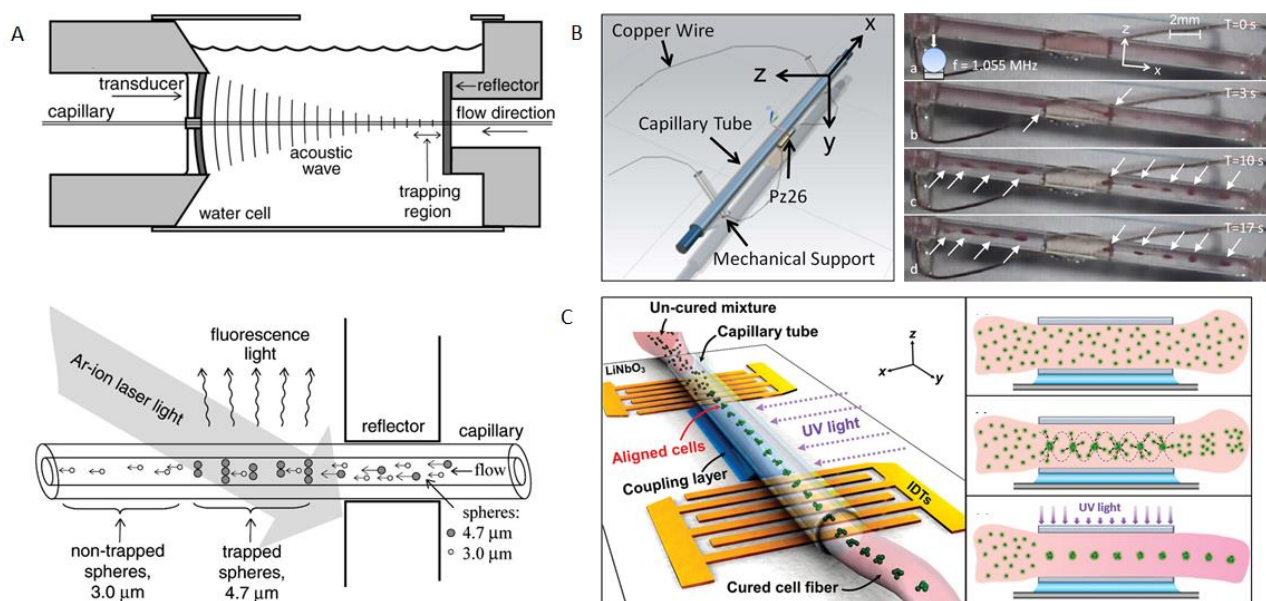 A
transducer
reflector
capillary
flow direction
acoustic
wave
trapping
region
water cell
Ar-ion laser light
fluorescence
light
reflector
capillary
flow
spheres:
4.7 µm
3.0 µm
non-trapped
spheres,
3.0 µm
trapped
spheres,
4.7 µm
B
Copper Wire
x
z
Capillary Tube
y
Pz26
Mechanical Support
T=0 s
2mm
z
x
a
f = 1.055 MHz
T=3 s
b
T=10 s
c
T=17 s
d
C
Un-cured mixture
Capillary tube
LiNbO3
z
x
y
UV light
Aligned cells
Coupling layer
IDTs
Cured cell fiber
UV light